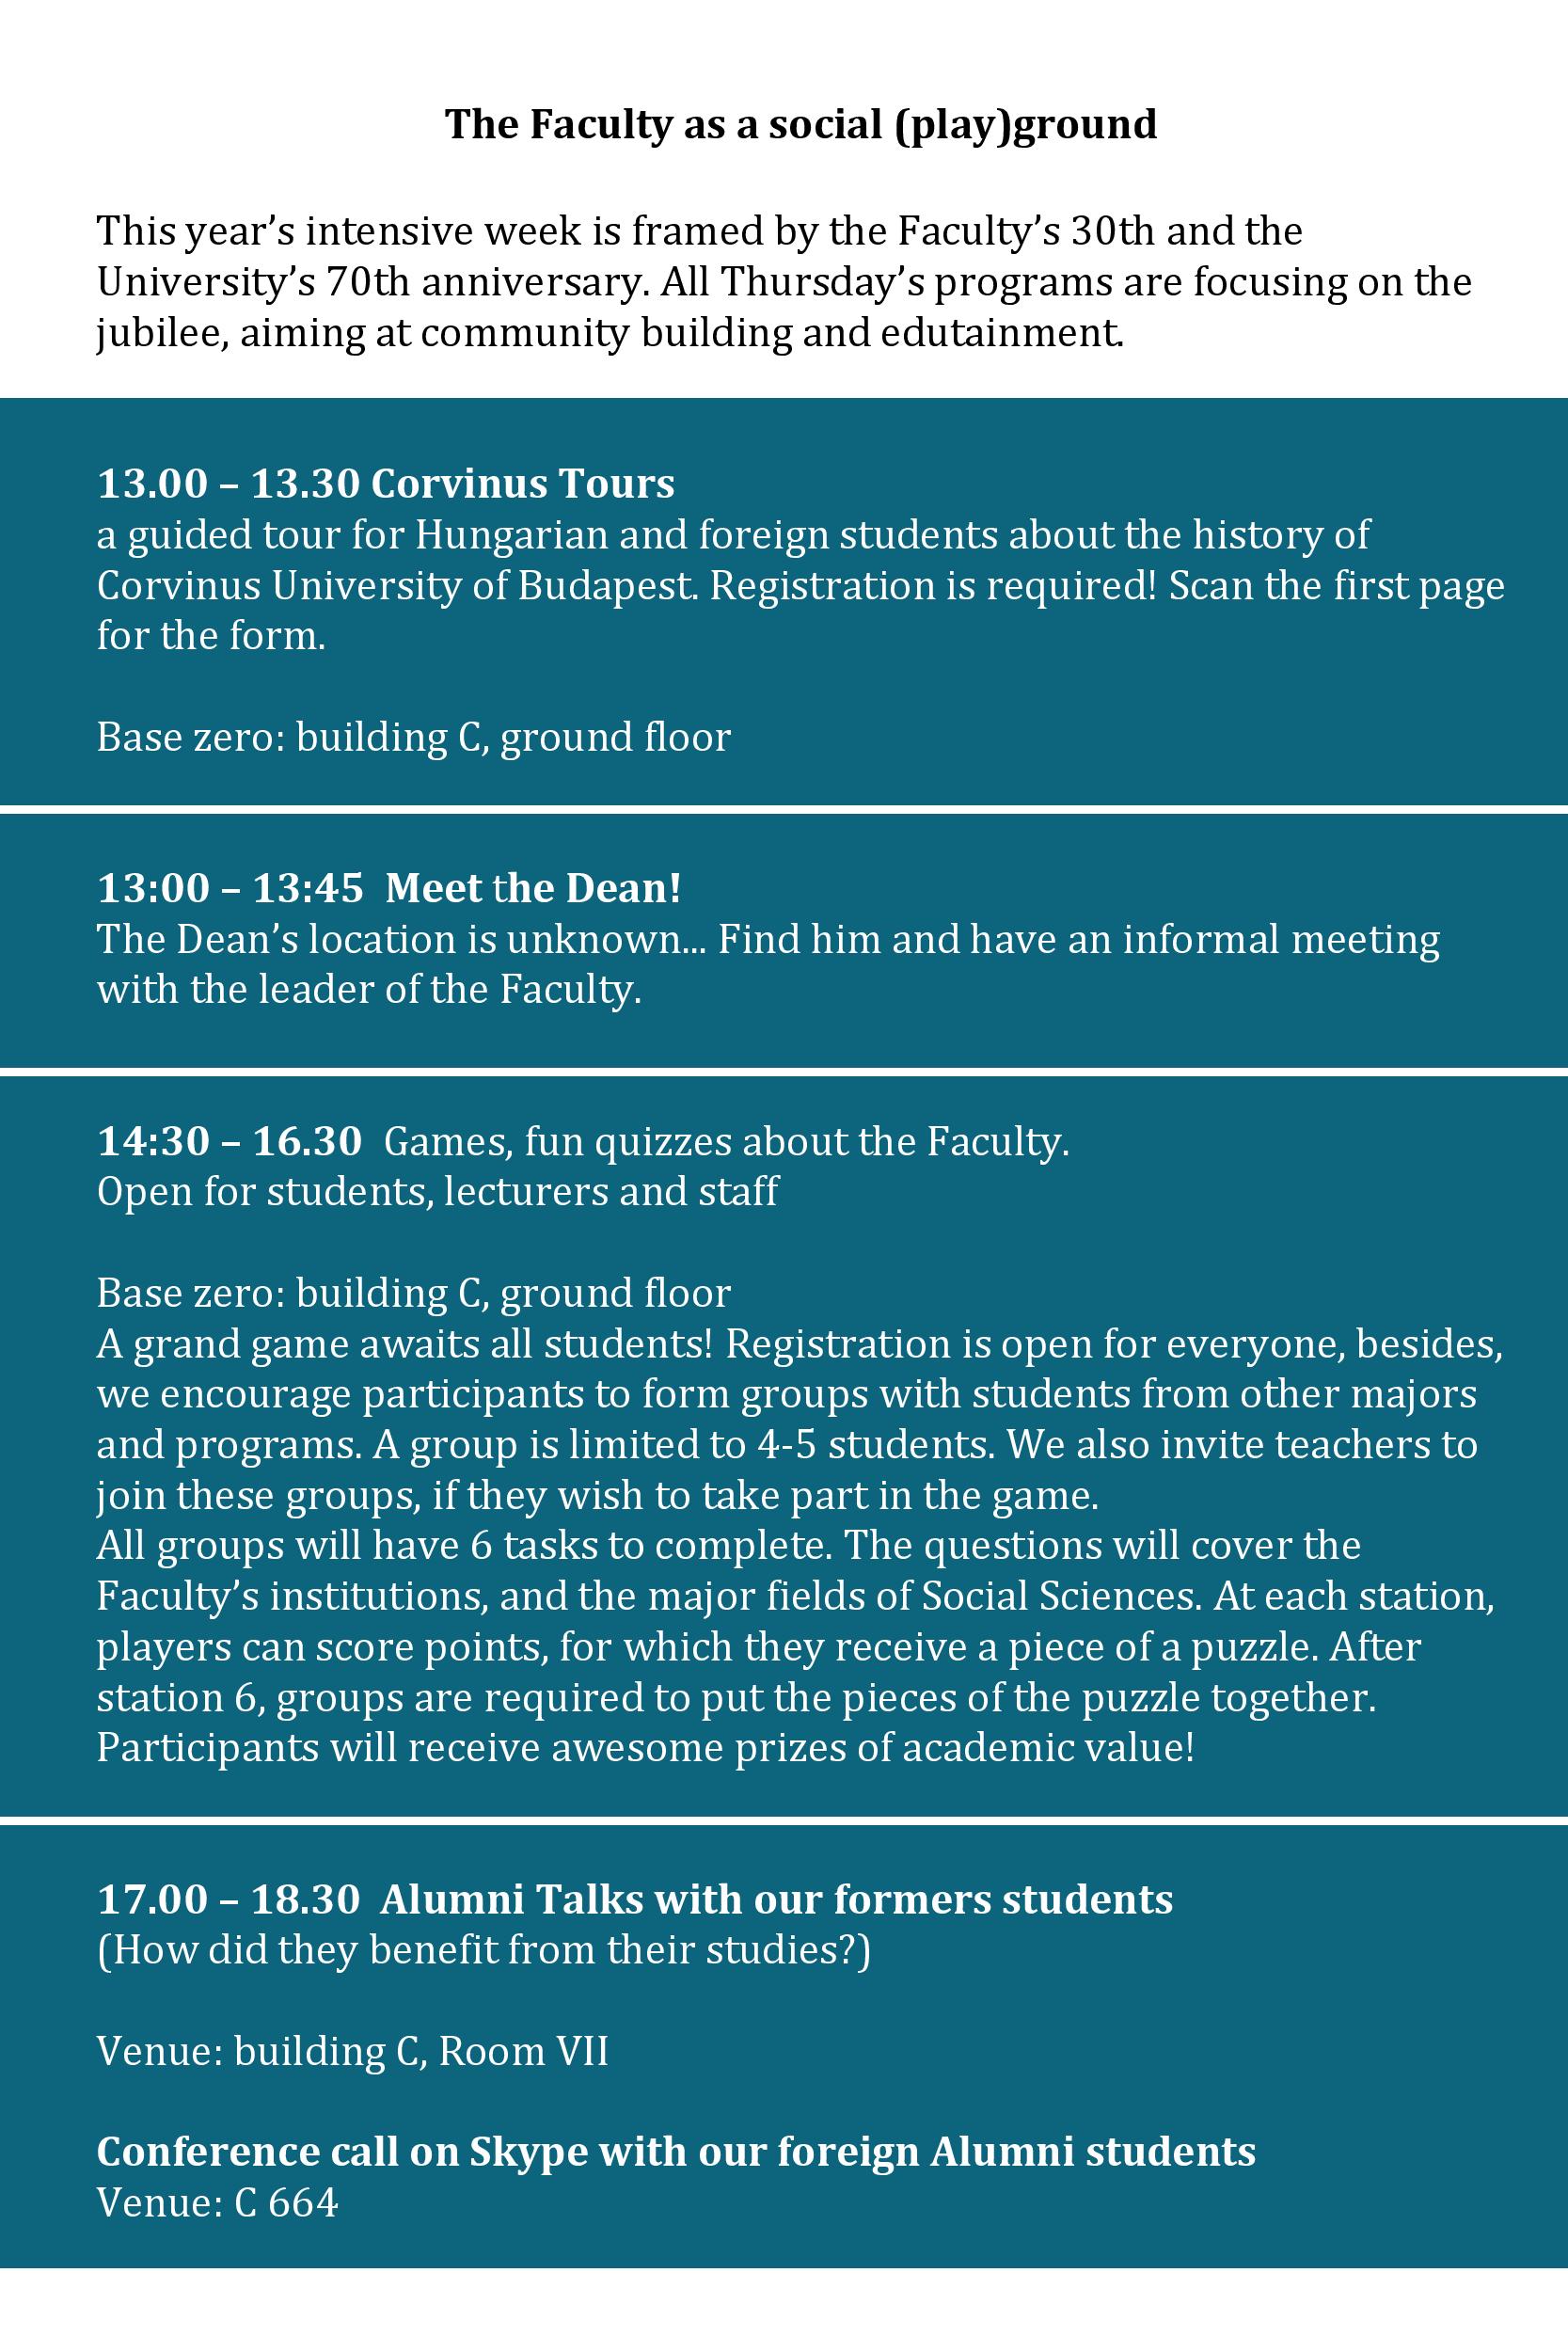 The Faculty as a social (play)ground
This year’s intensive week is framed by the Faculty’s 30th and the
University’s 70th anniversary. All Thursday’s programs are focusing on the
jubilee, aiming at community building and edutainment.
13.00 – 13.30 Corvinus Tours
a guided tour for Hungarian and foreign students about the history of
Corvinus University of Budapest. Registration is required! Scan the first page
for the form.
Base zero: building C, ground floor
13:00 – 13:45  Meet the Dean!
The Dean’s location is unknown... Find him and have an informal meeting
with the leader of the Faculty.
14:30 – 16.30  Games, fun quizzes about the Faculty.
Open for students, lecturers and staff
Base zero: building C, ground floor
A grand game awaits all students! Registration is open for everyone, besides,
we encourage participants to form groups with students from other majors
and programs. A group is limited to 4-5 students. We also invite teachers to
join these groups, if they wish to take part in the game.
All groups will have 6 tasks to complete. The questions will cover the
Faculty’s institutions, and the major fields of Social Sciences. At each station,
players can score points, for which they receive a piece of a puzzle. After
station 6, groups are required to put the pieces of the puzzle together.
Participants will receive awesome prizes of academic value!
17.00 – 18.30  Alumni Talks with our formers students
(How did they benefit from their studies?)
Venue: building C, Room VII
Conference call on Skype with our foreign Alumni students
Venue: C 664